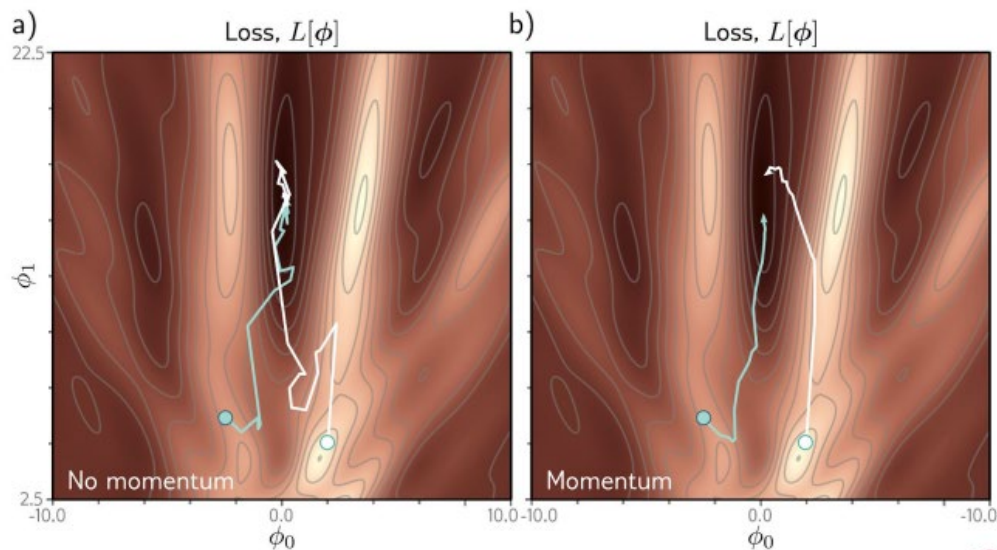 a)
Loss, L[ϕ]
22.5
ϕ₁
No momentum
2.5
-10.0
0.0
10.0
ϕ₀
b)
Loss, L[ϕ]
Momentum
-10.0
0.0
-10.0
ϕ₀